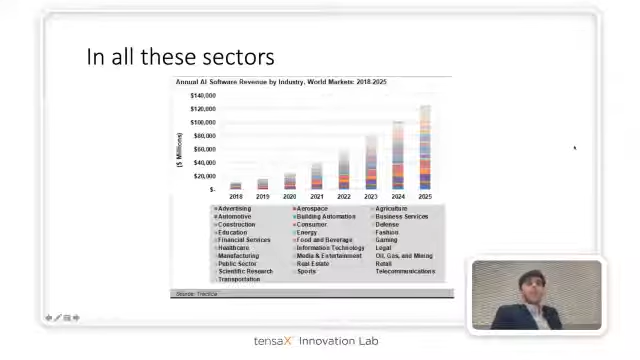 In all these sectors
Annual AI Software Revenue by Industry, World Markets: 2018-2025
$140,000
$120,000
$100,000
$80,000
$60,000
$40,000
$20,000
$-
($ Millions)
2018 2019 2020 2021 2022 2023 2024 2025
Advertising Aerospace Agriculture
Automotive Building Automation Business Services
Construction Consumer Defense
Education Energy Fashion
Financial Services Food and Beverage Gaming
Healthcare Information Technology Legal
Manufacturing Media & Entertainment Oil, Gas, and Mining
Public Sector Real Estate Retail
Scientific Research Sports Telecommunications
Transportation
Source: Tractica
tensaX Innovation Lab